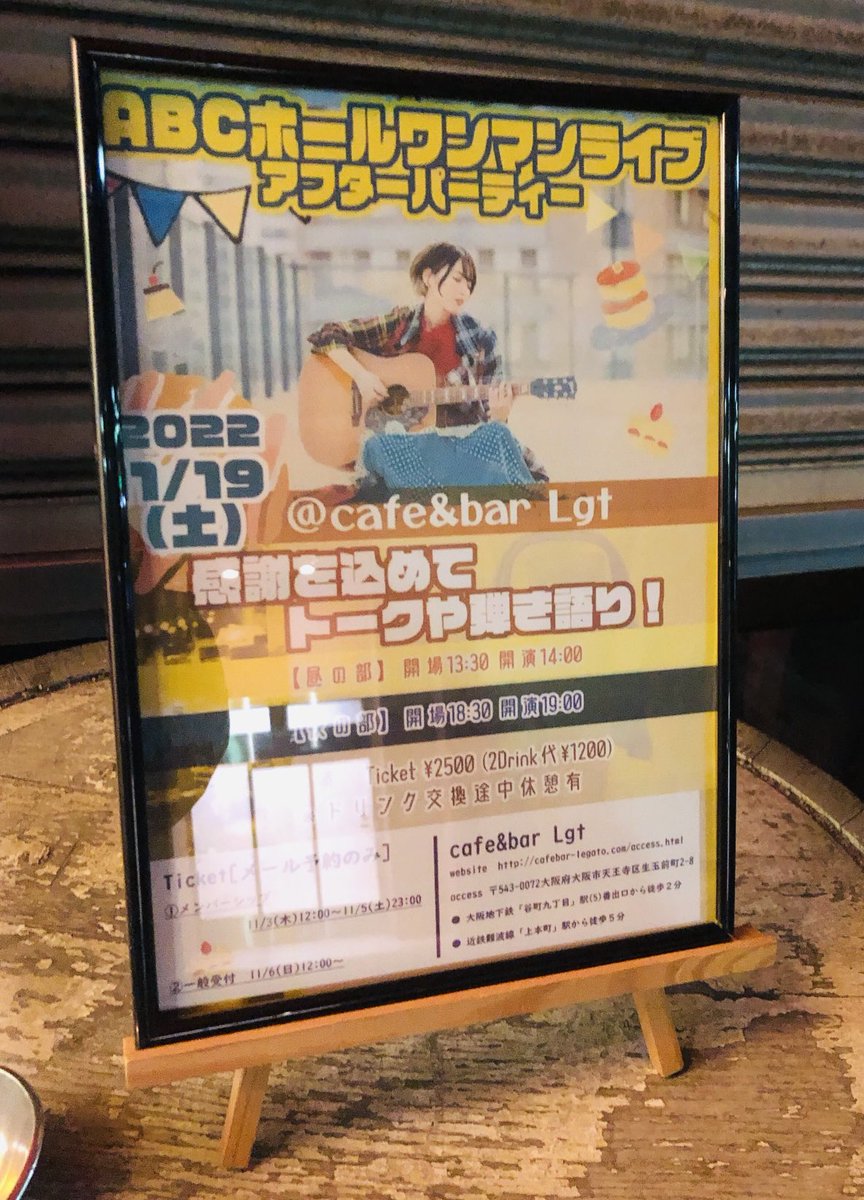 ABCホールワンマンライブ
アフターパーティー
2022
11/19
(土)
@cafe&bar Lgt
感謝を込めて
トークや弾き語り!
【昼の部】 開場13:30 開演14:00
の部】 開場18:30 開演19:00
Ticket ¥2500 (2Drink代¥1200)
ドリンク交換途中休憩有
Ticket[メール予約のみ]
①メンバーシップ
11/3(木)12:00〜11/5(土)23:00
②一般受付 11/6(日)12:00〜
cafe&bar Lgt
website http://cafebar-legato.com/access.html
access 〒543-0072大阪府大阪市天王寺区生玉前町2-8
● 大阪地下鉄「谷町九丁目」駅(5)番出口から徒歩2分
● 近鉄難波線「上本町」駅から徒歩5分